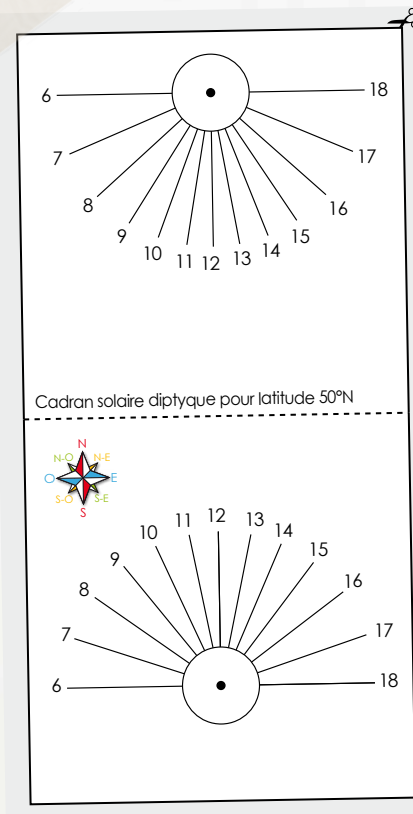 6 18
7 17
8 16
9 15
10 14
11 12 13
Cadran solaire diptyque pour latitude 50°N
N
N-O N-E
O E
S-O S-E
S
12
11 13
10 14
9 15
8 16
7 17
6 18